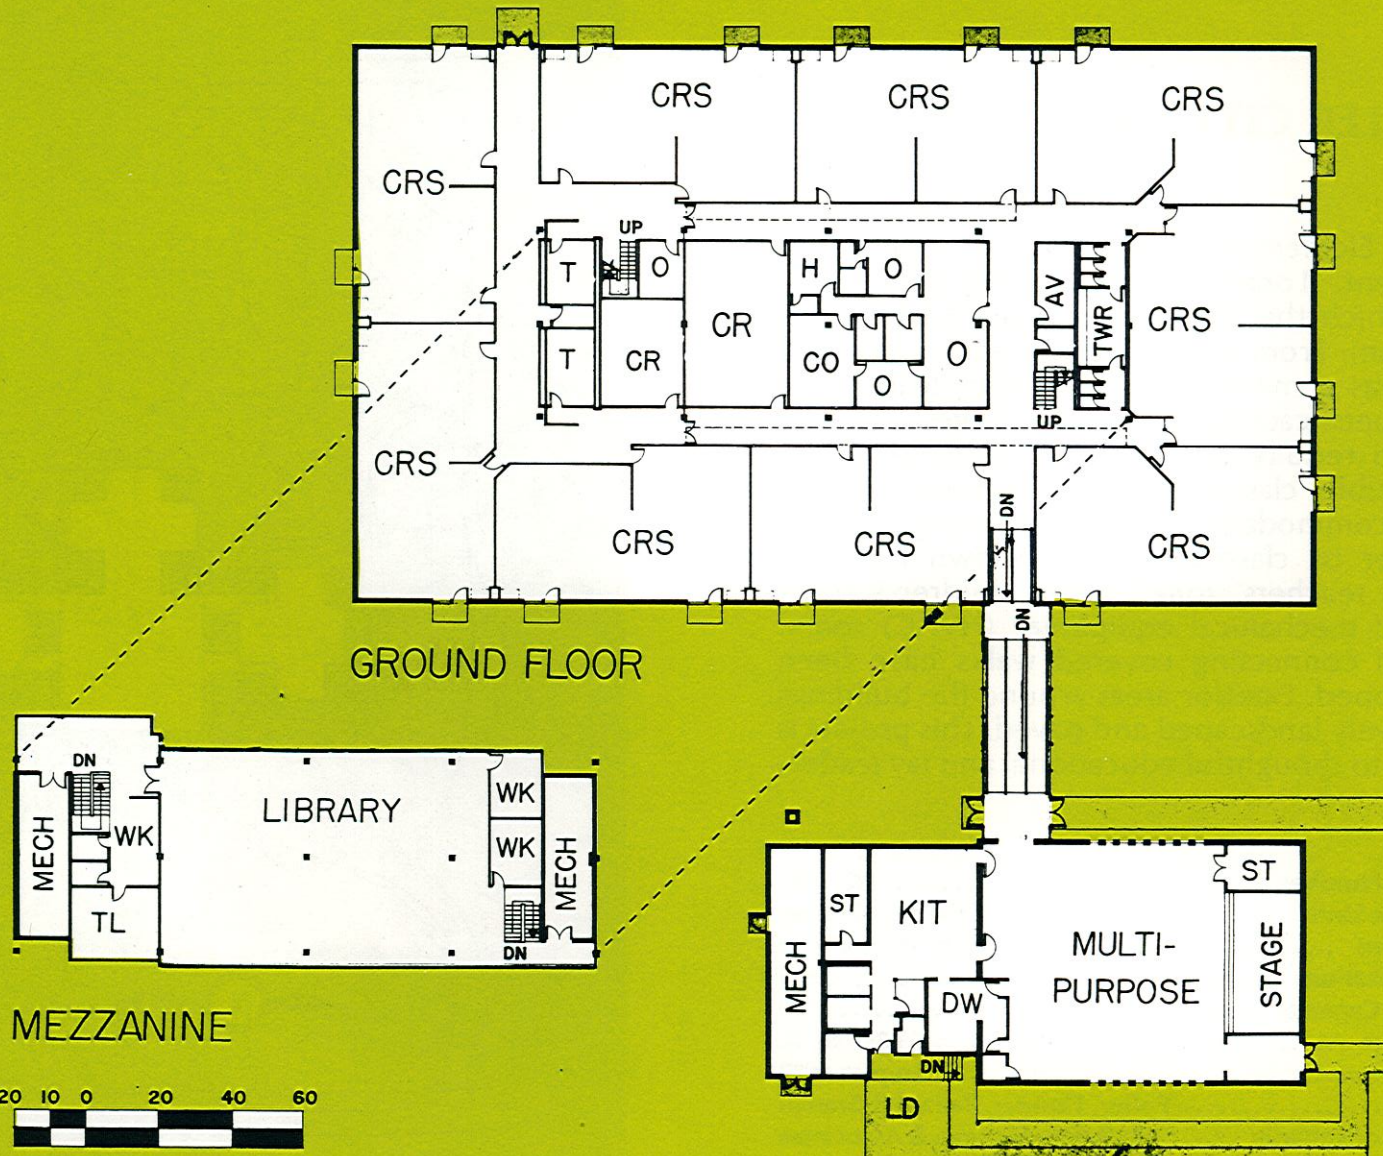 CRS
CRS
CRS
CRS
UP
T
O
H
O
AV
TWR
CRS
CR
T
CR
CO
O
O
UP
CRS
DN
CRS
CRS
CRS
DN
GROUND FLOOR
DN
LIBRARY
WK
WK
WK
MECH
MECH
TL
DN
MEZZANINE
20 10 0 20 40 60
ST
ST
KIT
MULTI-
PURPOSE
STAGE
MECH
DW
DN
LD